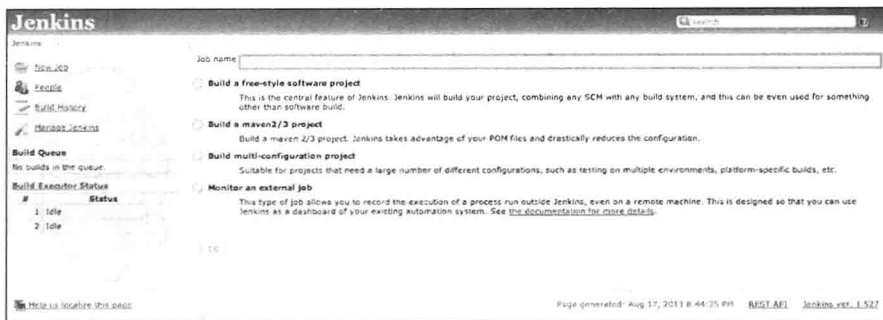 Jenkins
search
Jenkins
New Job
People
Build History
Manage Jenkins
Build Queue
No builds in the queue.
Build Executor Status
# Status
1 Idle
2 Idle
Job name
Build a free-style software project
This is the central feature of Jenkins. Jenkins will build your project, combining any SCM with any build system, and this can be even used for something
other than software build.
Build a maven2/3 project
Build a maven 2/3 project. Jenkins takes advantage of your POM files and drastically reduces the configuration.
Build multi-configuration project
Suitable for projects that need a large number of different configurations, such as testing on multiple environments, platform-specific builds, etc.
Monitor an external job
This type of job allows you to record the execution of a process run outside Jenkins, even on a remote machine. This is designed so that you can use
Jenkins as a dashboard of your existing automation system. See the documentation for more details.
OK
Help us localize this page
Page generated: Aug 17, 2013 8:44:35 PM REST API Jenkins ver. 1.527